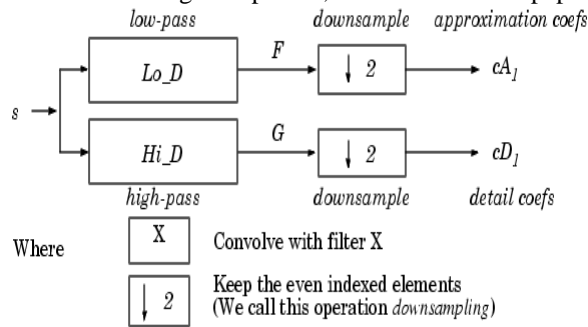 low-pass downsample approximation coefs
F
Lo_D ↓ 2 cA1
s
G
Hi_D ↓ 2 cD1
high-pass downsample detail coefs
Where X Convolve with filter X
↓ 2 Keep the even indexed elements
(We call this operation downsampling)